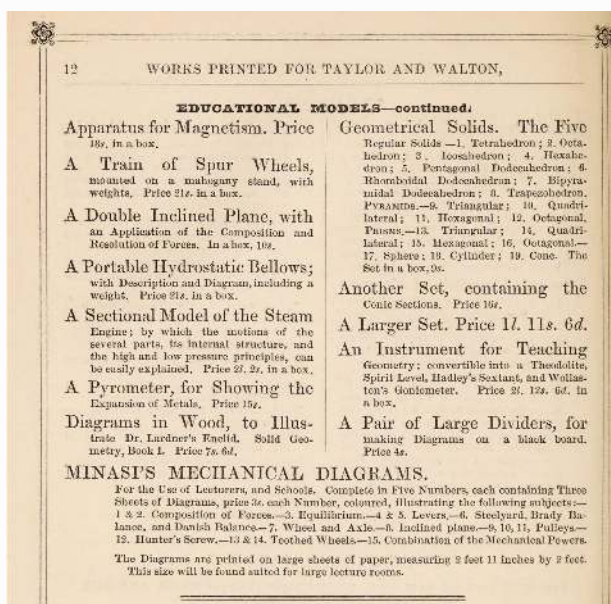 12 WORKS PRINTED FOR TAYLOR AND WALTON,
EDUCATIONAL MODELS—continued.
Apparatus for Magnetism. Price
18s. in a box.
A Train of Spur Wheels,
mounted on a mahogany stand, with
weights. Price 21s. in a box.
A Double Inclined Plane, with
an Application of the Composition and
Resolution of Forces. In a box, 10s.
A Portable Hydrostatic Bellows;
with Description and Diagram, including a
weight. Price 21s. in a box.
A Sectional Model of the Steam
Engine; by which the motions of the
several parts, its internal structure, and
the high and low pressure principles, can
be easily explained. Price 2l. 2s. in a box.
A Pyrometer, for Showing the
Expansion of Metals. Price 15s.
Diagrams in Wood, to Illus-
trate Dr. Lardner's Euclid. Solid Geo-
metry, Book I. Price 7s. 6d.
Geometrical Solids. The Five
Regular Solids—1. Tetrahedron; 2. Octa-
hedron; 3. Icosahedron; 4. Hexahe-
dron; 5. Pentagonal Dodecahedron; 6.
Rhomboidal Dodecahedron; 7. Bipyra-
midal Dodecahedron; 8. Trapezohedron.
PYRAMIDS.—9. Triangular; 10. Quadri-
lateral; 11. Hexagonal; 12. Octagonal.
PRISMS.—13. Triangular; 14. Quadri-
lateral; 15. Hexagonal; 16. Octagonal.—
17. Sphere; 18. Cylinder; 19. Cone. The
Set in a box, 9s.
Another Set, containing the
Conic Sections. Price 16s.
A Larger Set. Price 1l. 11s. 6d.
An Instrument for Teaching
Geometry; convertible into a Theodolite,
Spirit Level, Hadley's Sextant, and Wollas-
ton's Goniometer. Price 2l. 12s. 6d. in
a box.
A Pair of Large Dividers, for
making Diagrams on a black board.
Price 4s.
MINASI'S MECHANICAL DIAGRAMS.
For the Use of Lecturers, and Schools. Complete in Five Numbers, each containing Three
Sheets of Diagrams, price 3s. each Number, coloured, illustrating the following subjects:—
1 & 2. Composition of Forces.—3. Equilibrium.—4 & 5. Levers.—6. Steelyard, Brady Ba-
lance, and Danish Balance.—7. Wheel and Axle.—8. Inclined plane.—9, 10, 11, Pulleys.—
12. Hunter's Screw.—13 & 14. Toothed Wheels.—15. Combination of the Mechanical Powers.
The Diagrams are printed on large sheets of paper, measuring 2 feet 11 inches by 2 feet.
This size will be found suited for large lecture rooms.